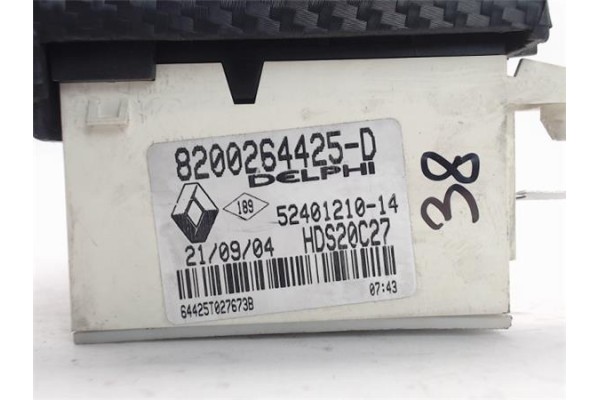 8200264425-D
DELPHI
189
52401210-14
21/09/04 HDS20C27
64425T027673B 07:43
38